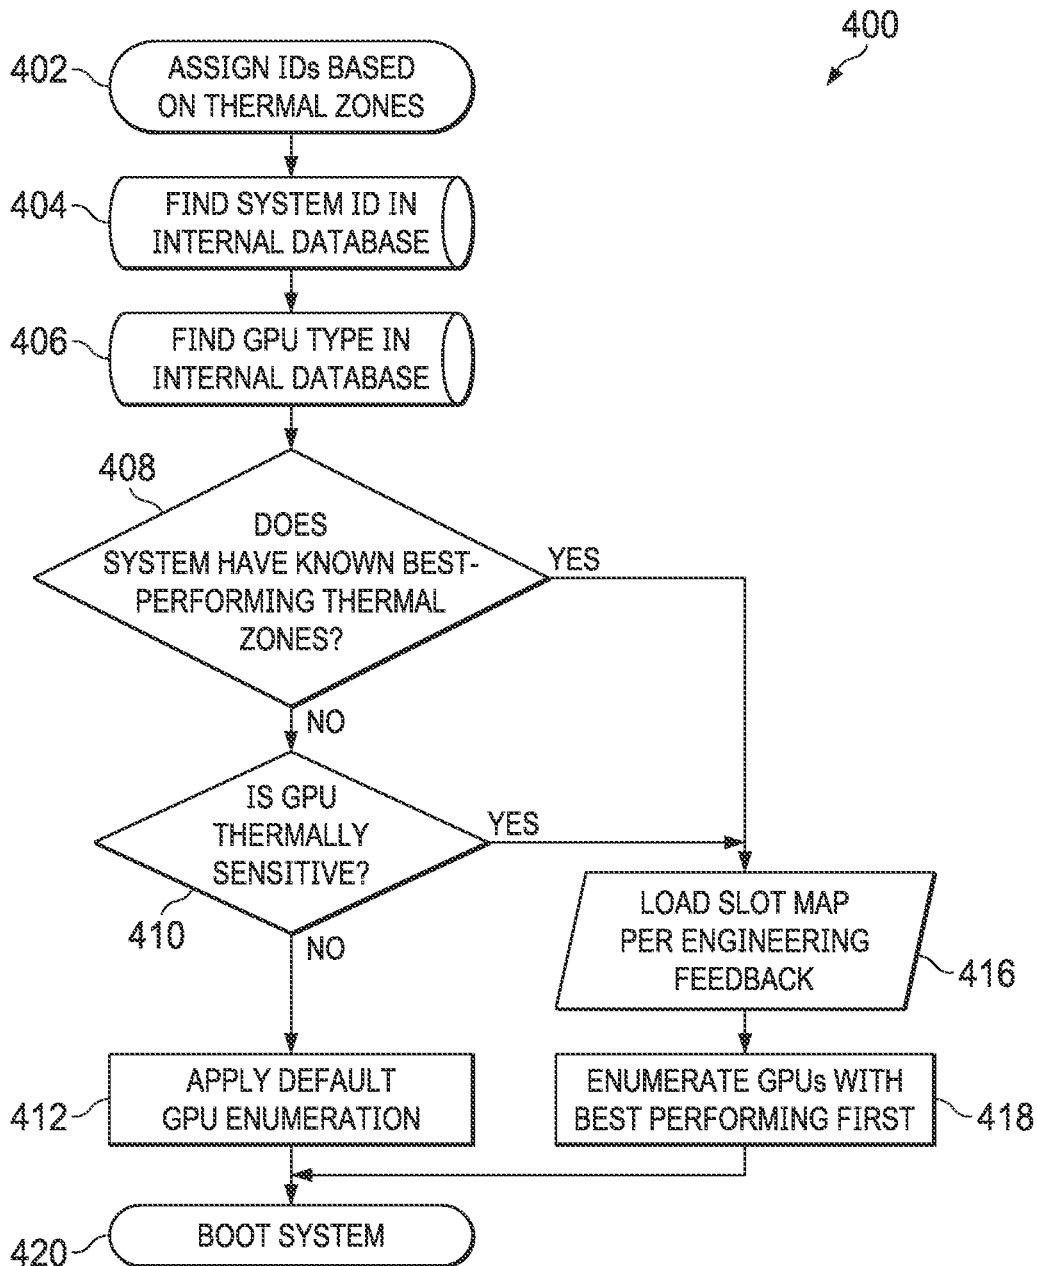 400
402
ASSIGN IDs BASED
ON THERMAL ZONES
404
FIND SYSTEM ID IN
INTERNAL DATABASE
406
FIND GPU TYPE IN
INTERNAL DATABASE
408
DOES
SYSTEM HAVE KNOWN BEST-
PERFORMING THERMAL
ZONES?
YES
NO
IS GPU
THERMALLY
SENSITIVE?
YES
410
NO
LOAD SLOT MAP
PER ENGINEERING
FEEDBACK
416
412
APPLY DEFAULT
GPU ENUMERATION
ENUMERATE GPUs WITH
BEST PERFORMING FIRST
418
420
BOOT SYSTEM